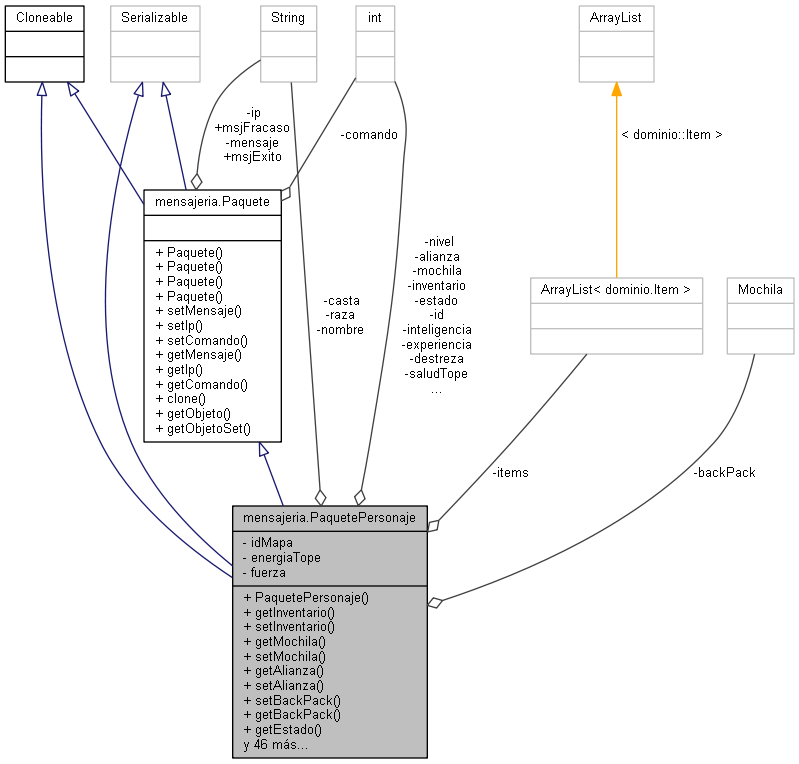 Cloneable
Serializable
String
int
ArrayList
-ip
+msjFracaso
-mensaje
+msjExito
-comando
< dominio::Item >
mensajeria.Paquete
+ Paquete()
+ Paquete()
+ Paquete()
+ Paquete()
+ setMensaje()
+ setIp()
+ setComando()
+ getMensaje()
+ getIp()
+ getComando()
+ clone()
+ getObjeto()
+ getObjetoSet()
-casta
-raza
-nombre
-nivel
-alianza
-mochila
-inventario
-estado
-id
-inteligencia
-experiencia
-destreza
-saludTope
...
ArrayList< dominio.Item >
Mochila
-items
-backPack
mensajeria.PaquetePersonaje
- idMapa
- energiaTope
- fuerza
+ PaquetePersonaje()
+ getInventario()
+ setInventario()
+ getMochila()
+ setMochila()
+ getAlianza()
+ setAlianza()
+ setBackPack()
+ getBackPack()
+ getEstado()
y 46 más...